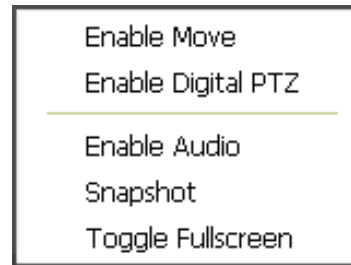 Enable Move
Enable Digital PTZ
Enable Audio
Snapshot
Toggle Fullscreen